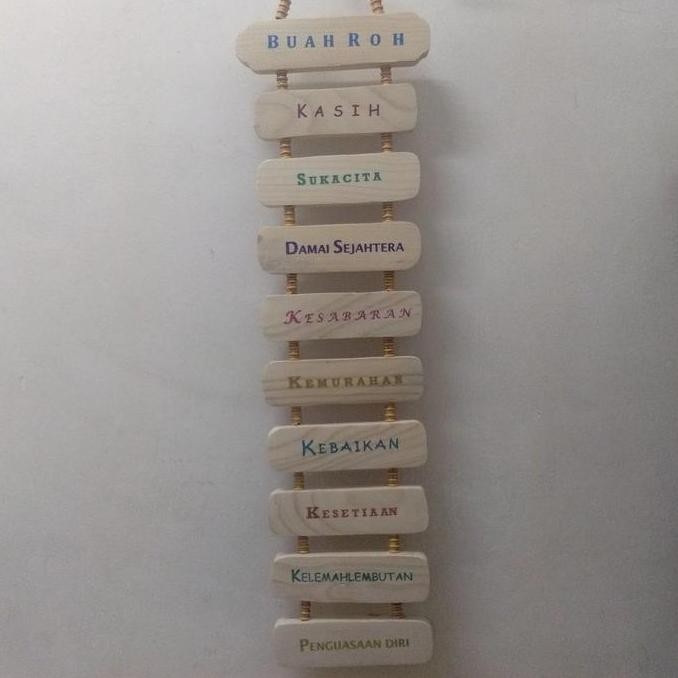 BUAH ROH
KASIH
SUKACITA
DAMAI SEJAHTERA
KESABARAN
KEMURAHAN
KEBAIKAN
KESETIAAN
KELEMAHLEMBUTAN
PENGUASAAN DIRI